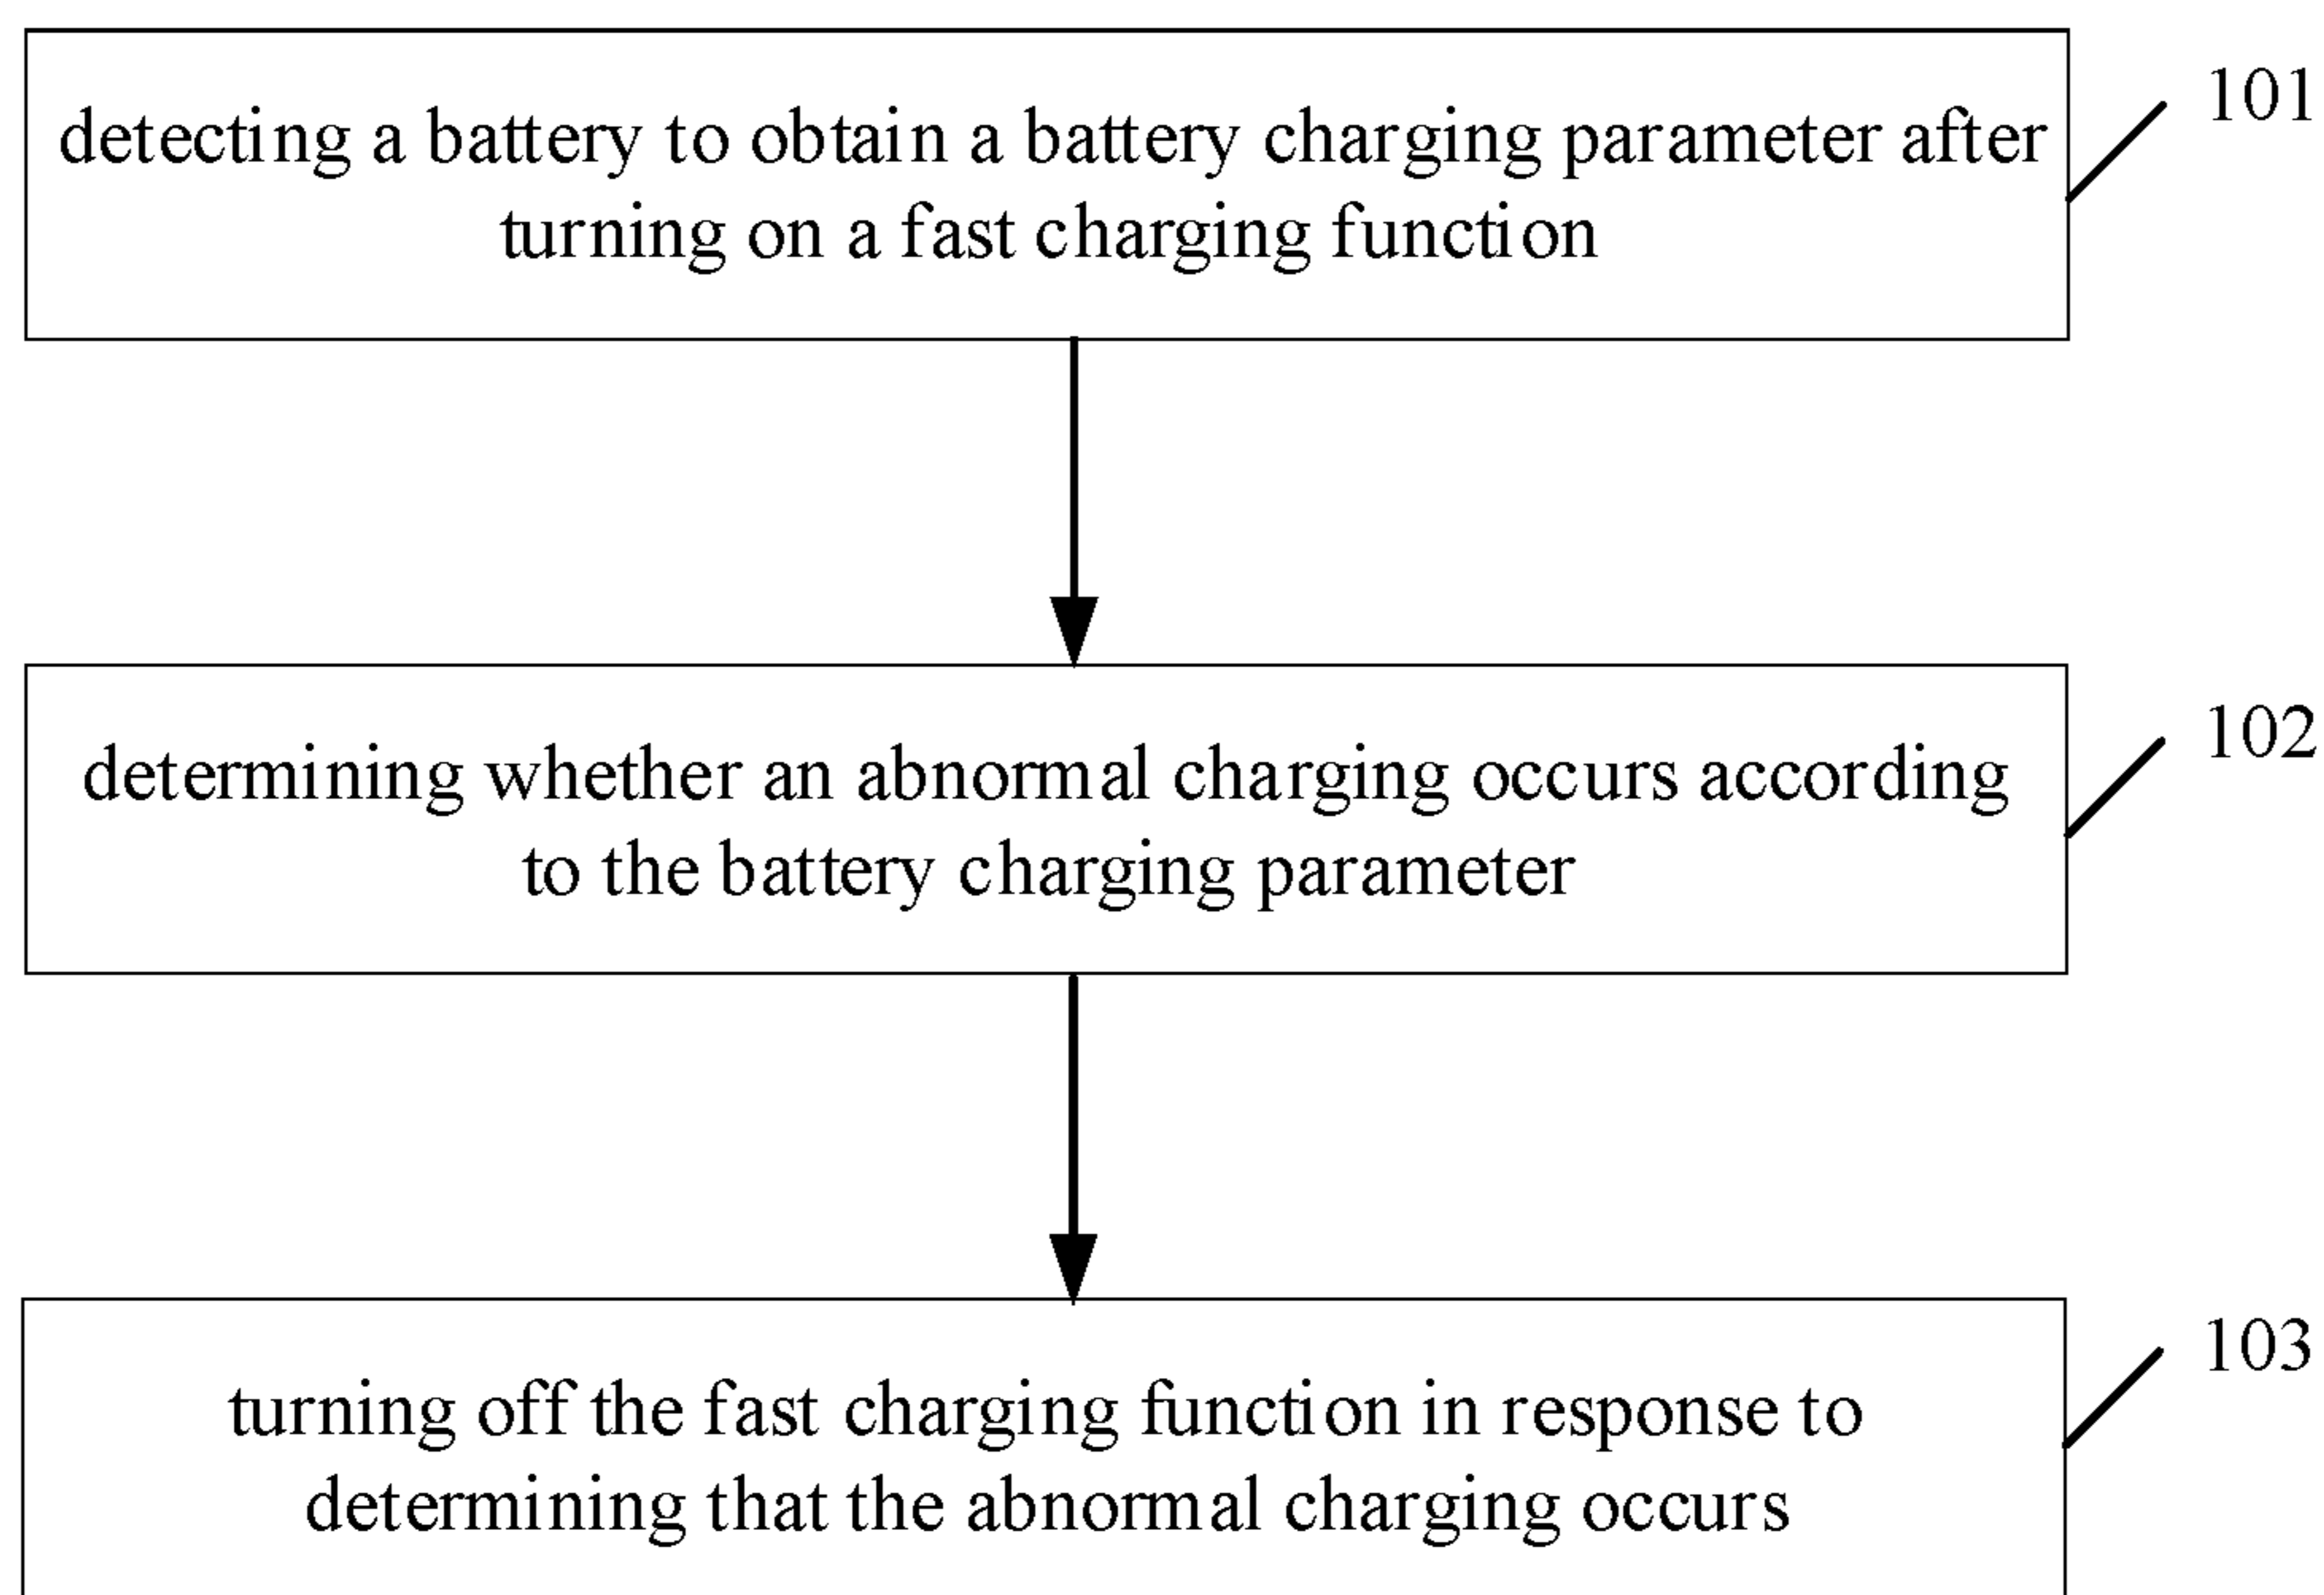 detecting a battery to obtain a battery charging parameter after
turning on a fast charging function
101
determining whether an abnormal charging occurs according
to the battery charging parameter
102
turning off the fast charging function in response to
determining that the abnormal charging occurs
103